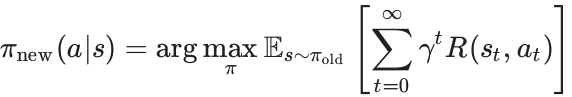 π_new(a|s) = arg max_π 𝔼_{s∼π_old} [ ∑_{t=0}^{∞} γ^t R(s_t, a_t) ]